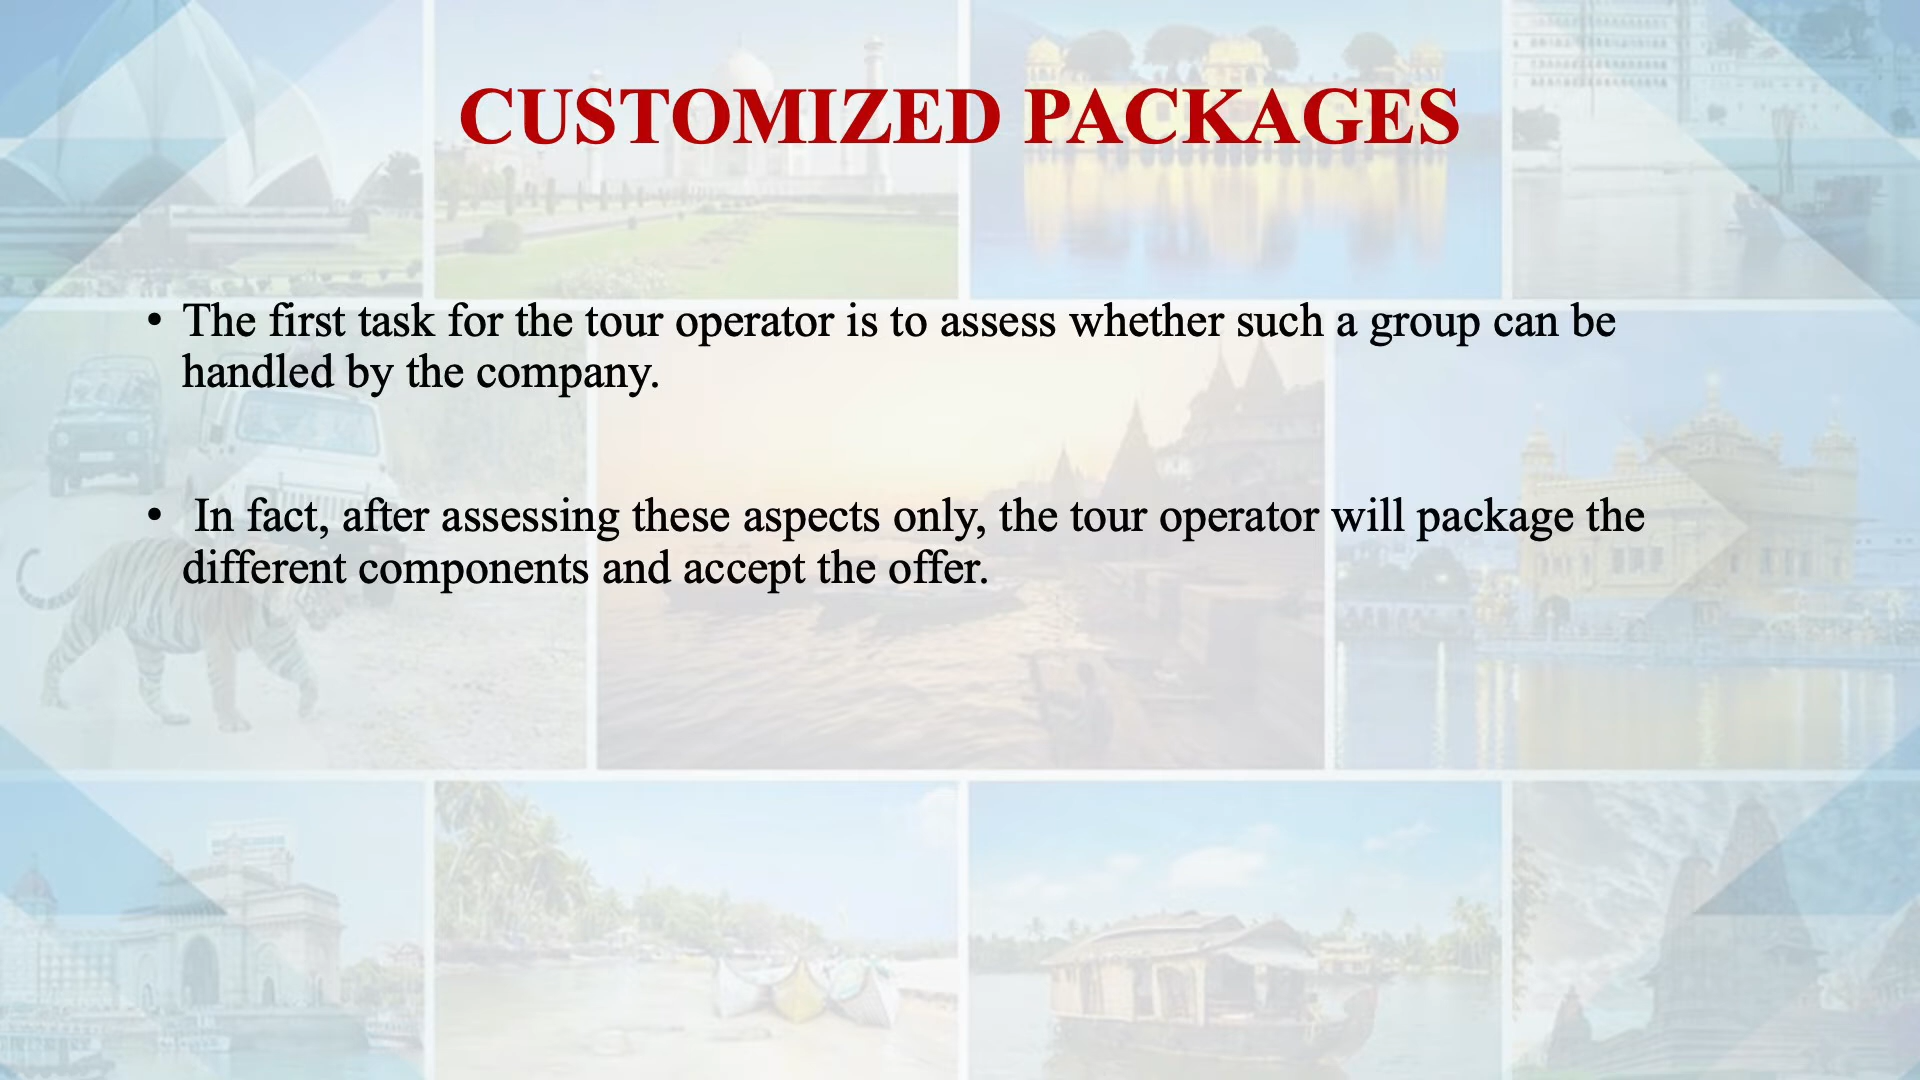 CUSTOMIZED PACKAGES
• The first task for the tour operator is to assess whether such a group can be
handled by the company.
• In fact, after assessing these aspects only, the tour operator will package the
different components and accept the offer.